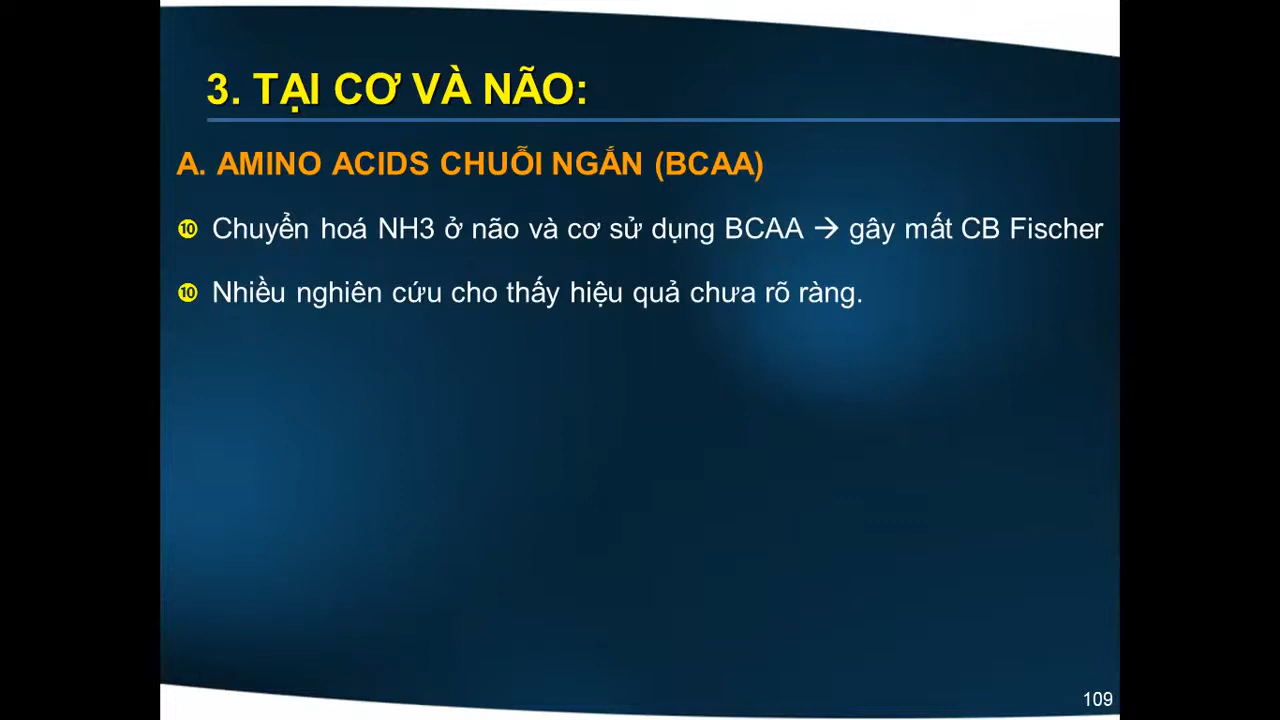 3. TẠI CƠ VÀ NÃO:
A. AMINO ACIDS CHUỖI NGẮN (BCAA)
❿ Chuyển hoá NH3 ở não và cơ sử dụng BCAA → gây mất CB Fischer
❿ Nhiều nghiên cứu cho thấy hiệu quả chưa rõ ràng.
109